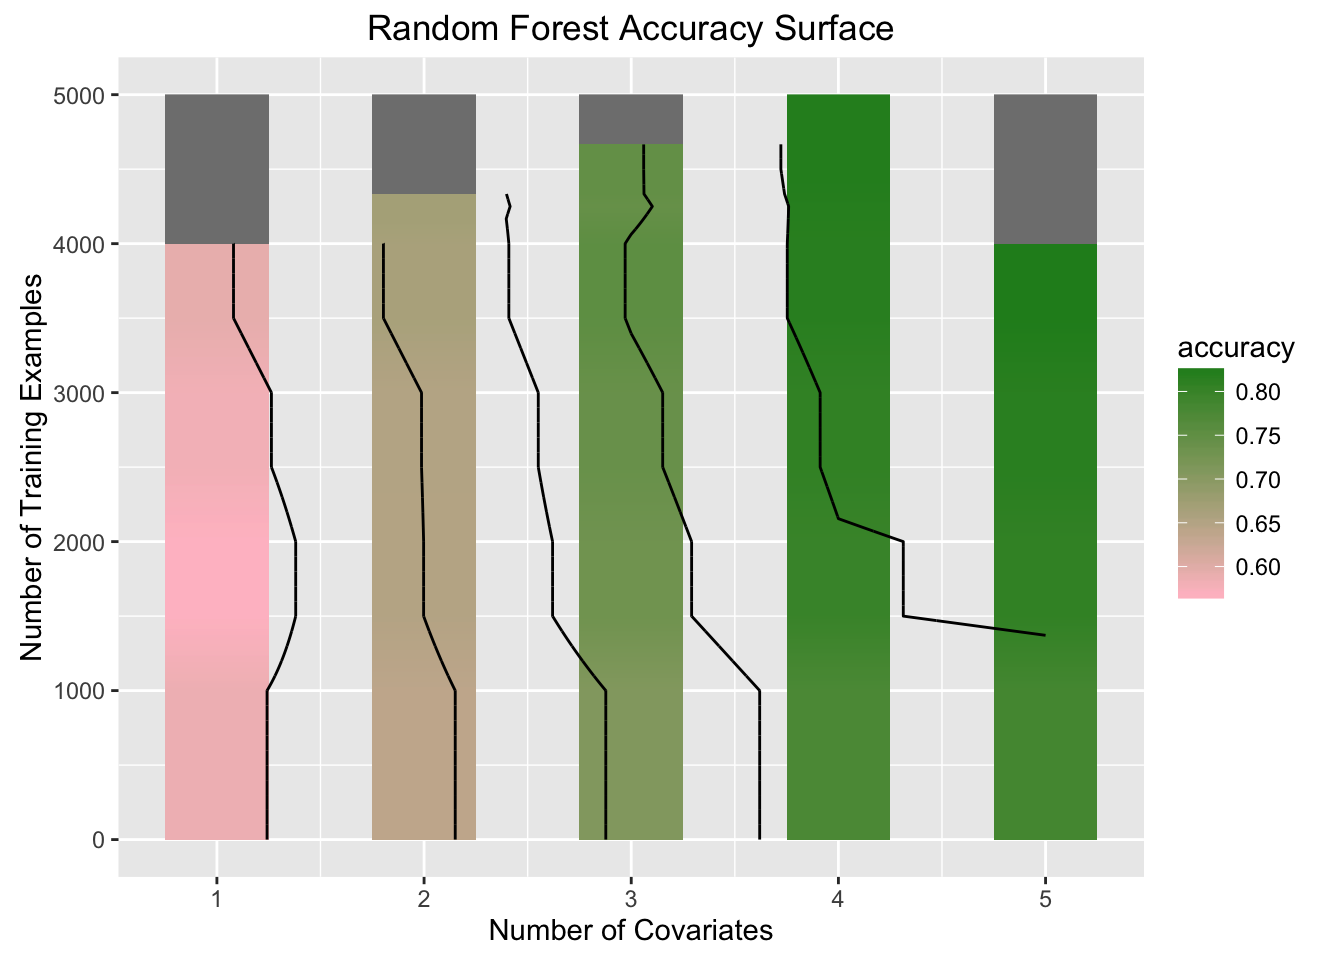 Random Forest Accuracy Surface
Number of Training Examples
5000
4000
3000
2000
1000
0
1 2 3 4 5
Number of Covariates
accuracy
0.80
0.75
0.70
0.65
0.60